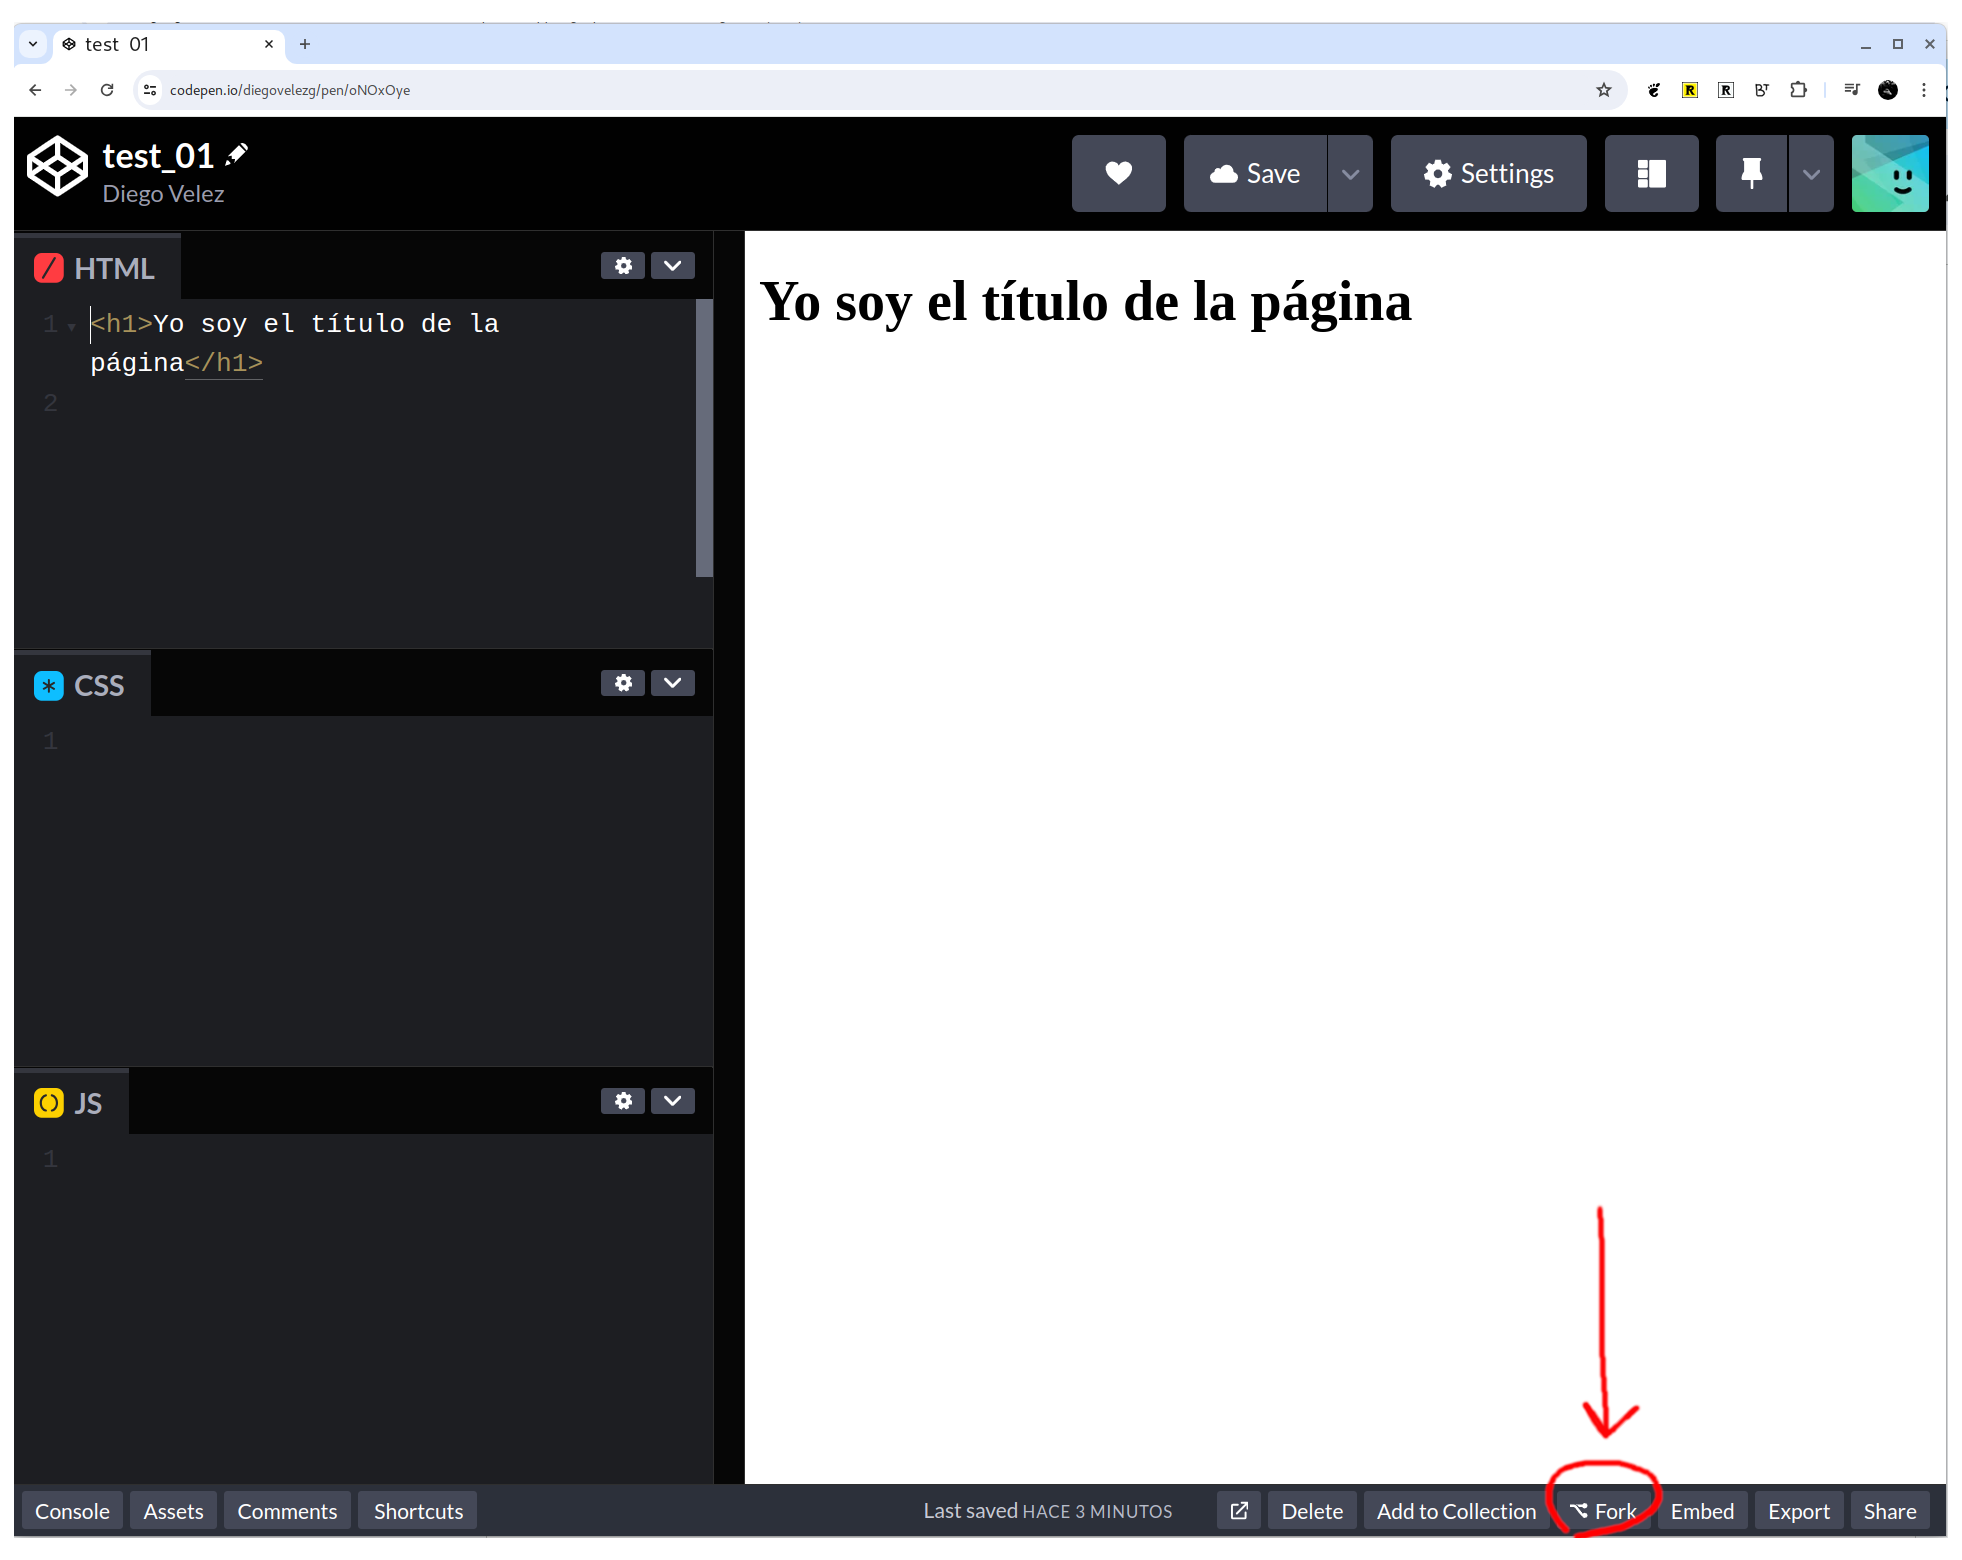 test_01
codepen.io/diegovelezg/pen/oNOxOye
test_01
Diego Velez
Save
Settings
HTML
1 <h1>Yo soy el título de la
página</h1>
2
CSS
1
JS
1
Yo soy el título de la página
Console Assets Comments Shortcuts
Last saved HACE 3 MINUTOS
Delete Add to Collection Fork Embed Export Share